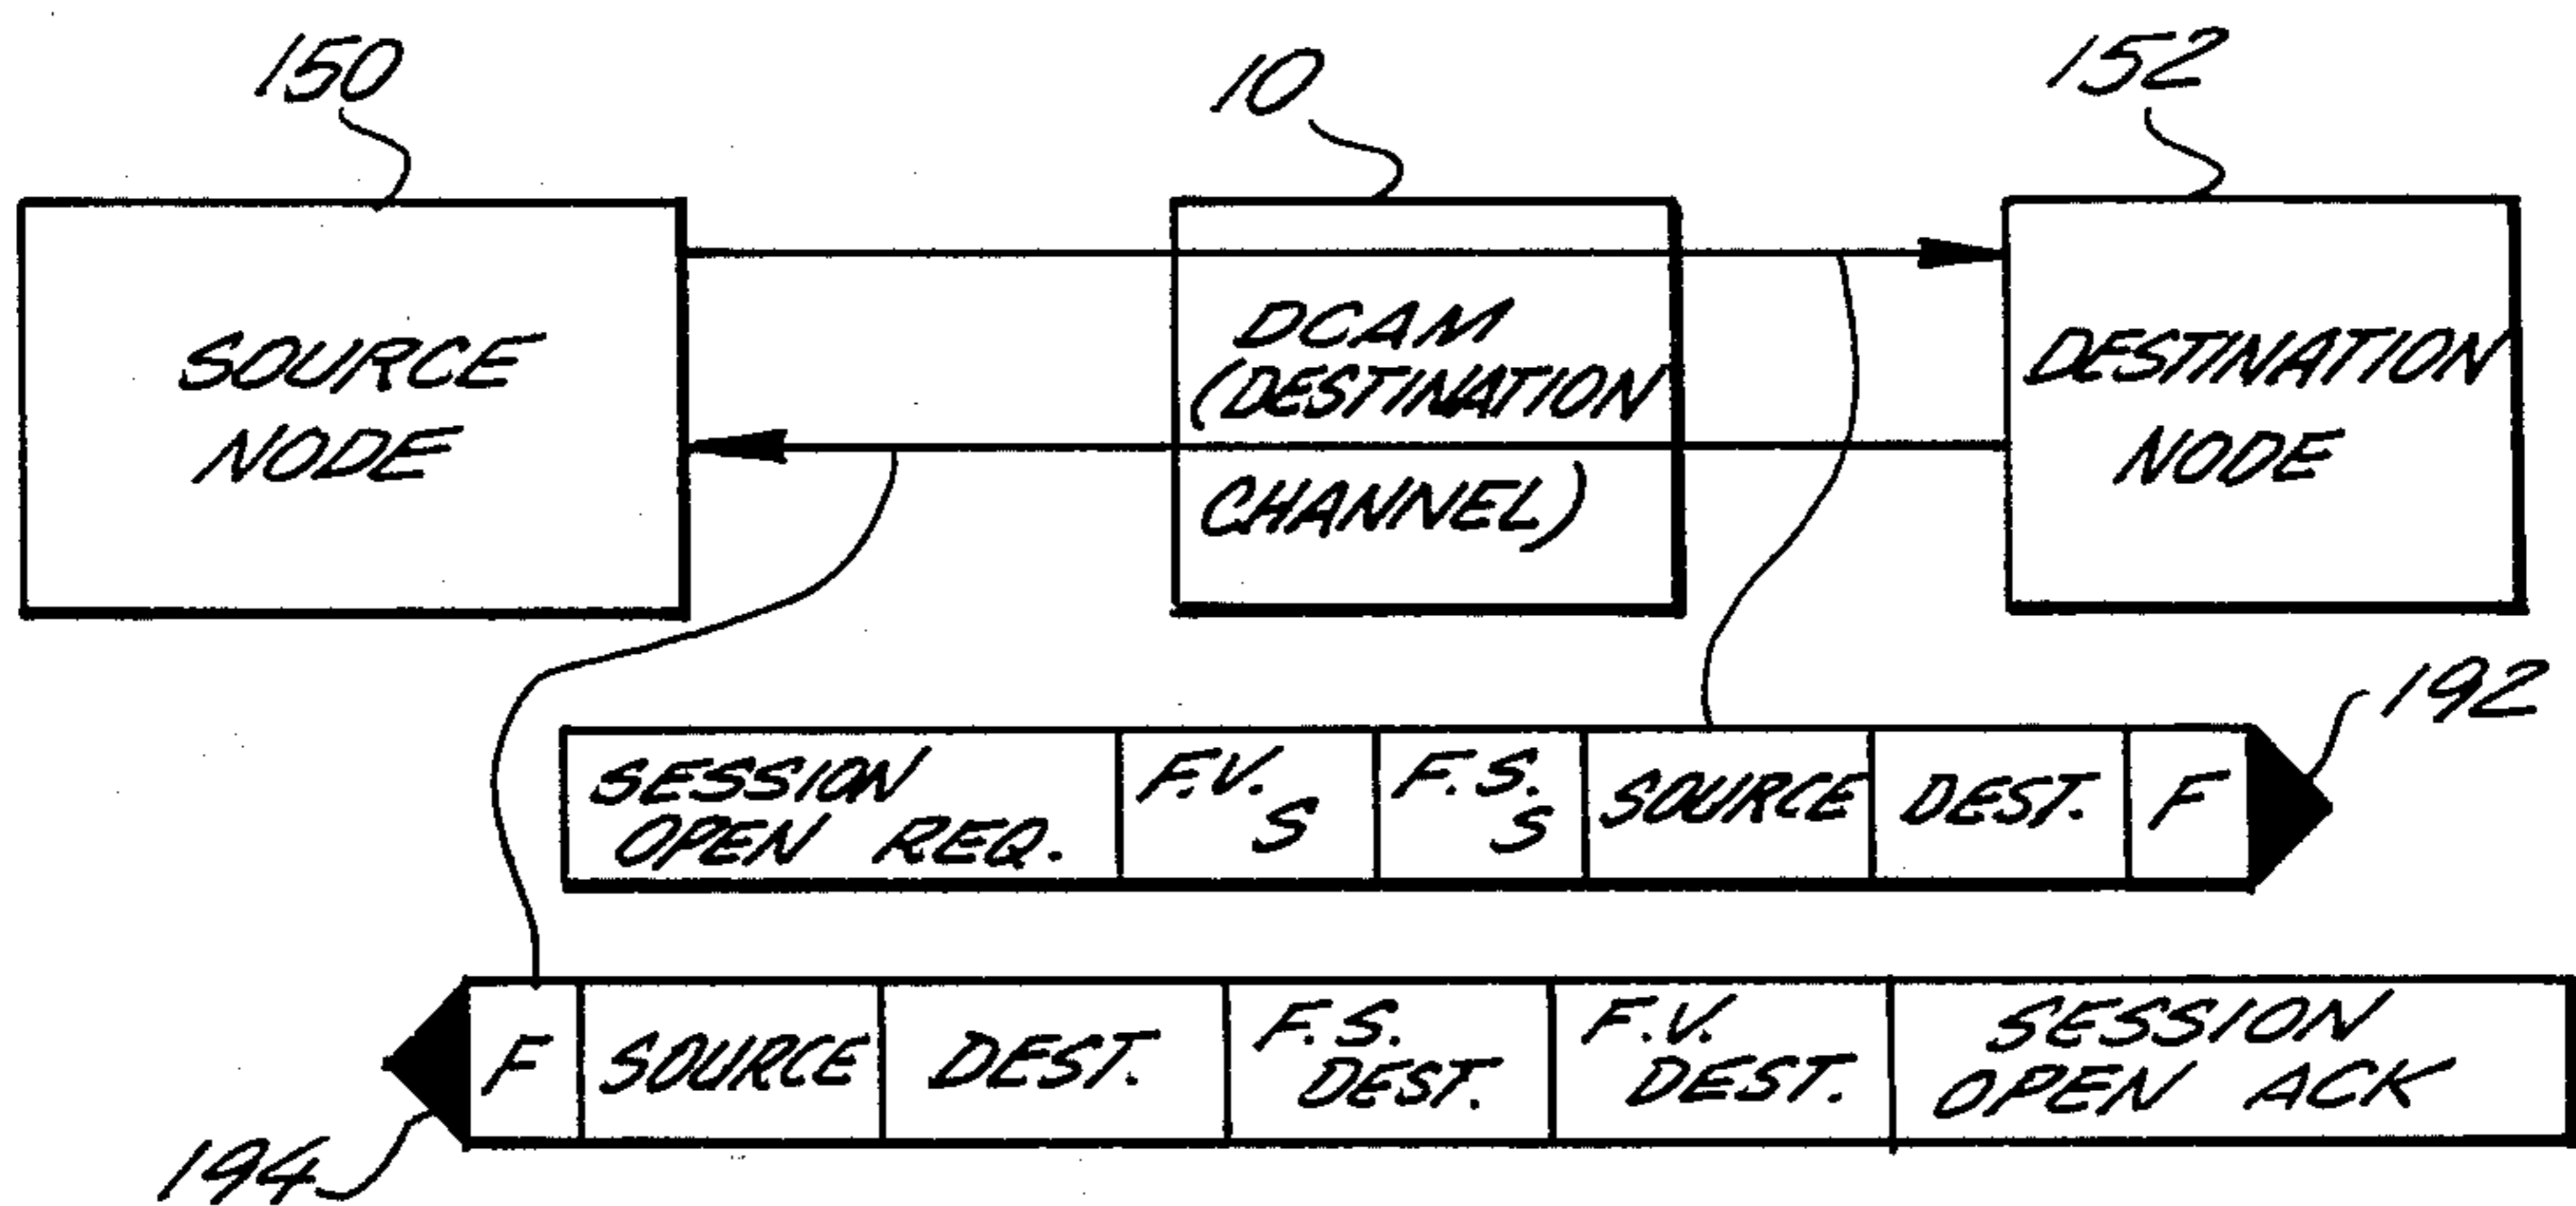 150
10
152
SOURCE
NODE
DCAM
(DESTINATION
CHANNEL)
DESTINATION
NODE
192
SESSION
OPEN REQ.
F.V.
S
F.S.
S
SOURCE
DEST.
F
F
SOURCE
DEST.
F.S.
DEST.
F.V.
DEST.
SESSION
OPEN ACK
194